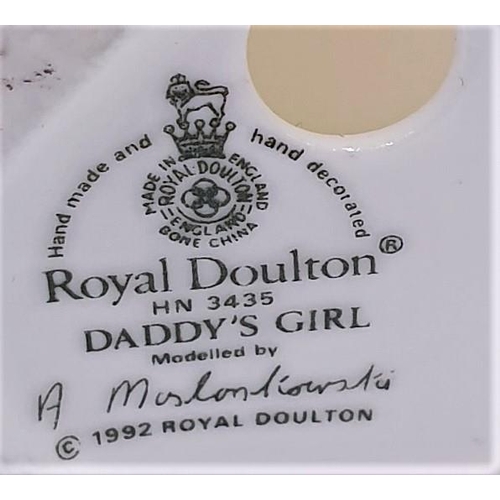 Hand made and hand decorated
MADE IN ENGLAND
ROYAL DOULTON
ENGLAND
BONE CHINA
Royal Doulton®
HN 3435
DADDY'S GIRL
Modelled by
A Maslankowski
© 1992 ROYAL DOULTON